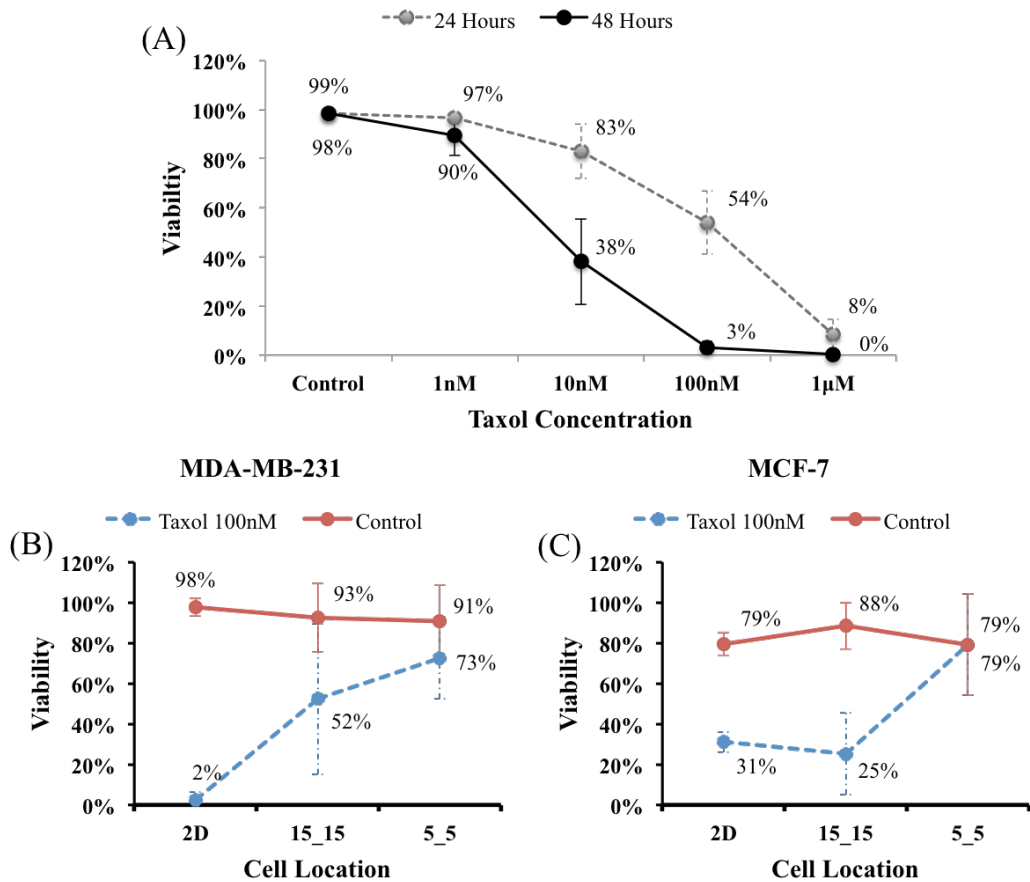 24 Hours 48 Hours
(A)
120%
100%
80%
60%
40%
20%
0%
Viabiltiy
99%
98%
97%
90%
83%
38%
54%
3%
8%
0%
Control 1nM 10nM 100nM 1µM
Taxol Concentration
MDA-MB-231
Taxol 100nM Control
(B)
120%
100%
80%
60%
40%
20%
0%
Viability
98%
93%
91%
2%
52%
73%
2D 15_15 5_5
Cell Location
MCF-7
Taxol 100nM Control
(C)
120%
100%
80%
60%
40%
20%
0%
Viability
79%
88%
79%
31%
25%
79%
2D 15_15 5_5
Cell Location